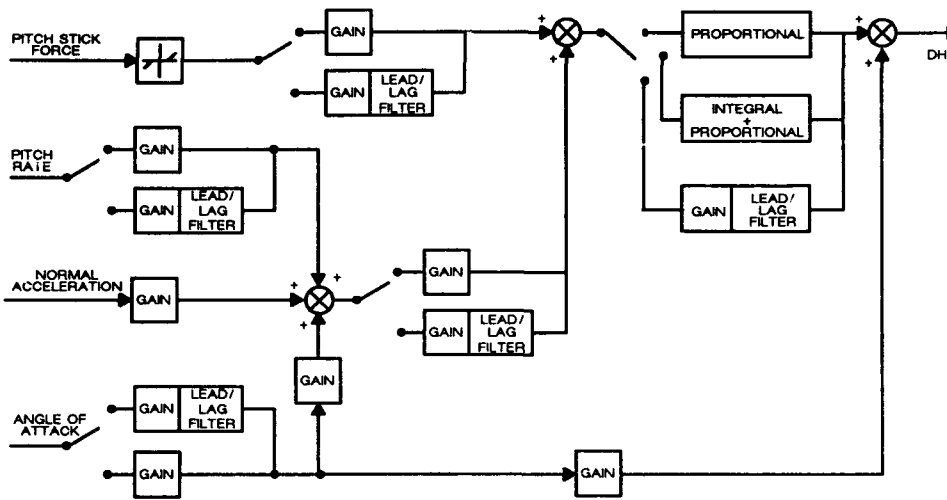 PITCH STICK
FORCE
GAIN
GAIN
LEAD/
LAG
FILTER
+
+
PROPORTIONAL
INTEGRAL
+
PROPORTIONAL
GAIN
LEAD/
LAG
FILTER
+
+
DH
PITCH
RATE
GAIN
GAIN
LEAD/
LAG
FILTER
NORMAL
ACCELERATION
GAIN
+
+
+
GAIN
GAIN
LEAD/
LAG
FILTER
GAIN
ANGLE OF
ATTACK
GAIN
LEAD/
LAG
FILTER
GAIN
GAIN